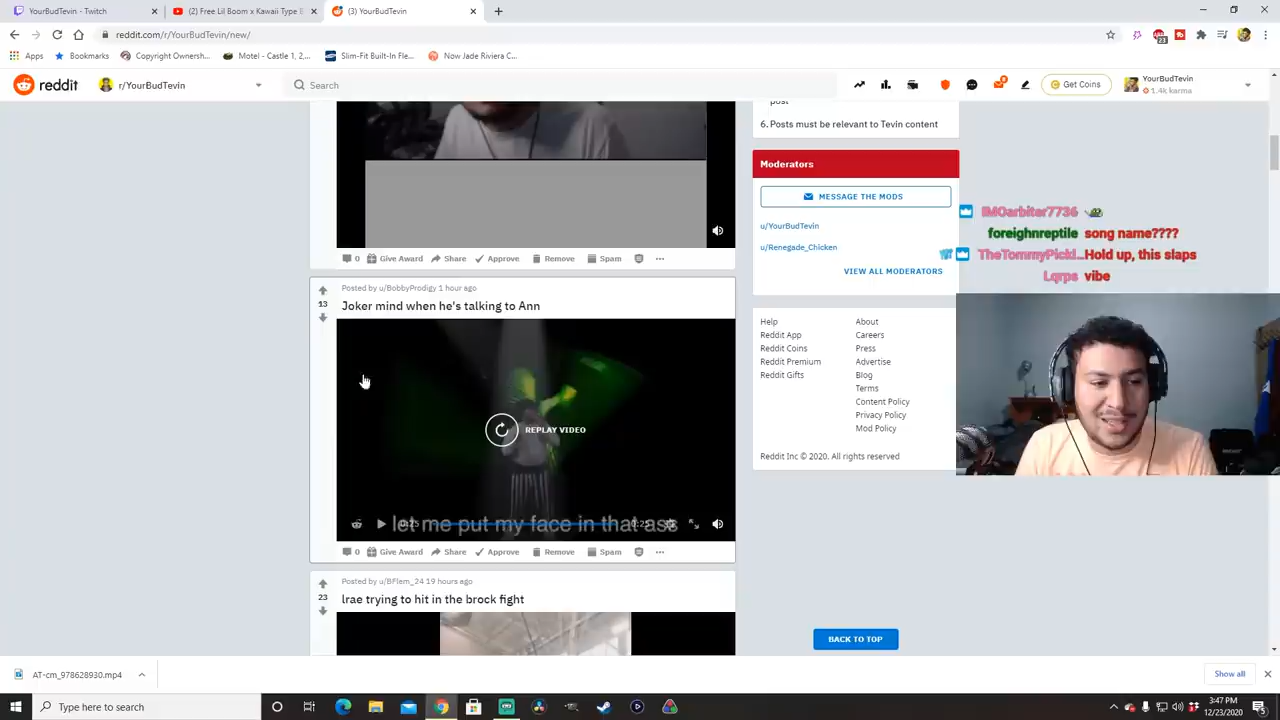 YourBudTevin - Twitch
(2) Free Lil Boom x Kawaii Type B
(3) YourBudTevin
reddit.com/r/YourBudTevin/new/
23
Apps
Bookmarks
Copyright Ownersh...
Motel - Castle 1, 2,...
Slim-Fit Built-In Fle...
Now Jade Riviera C...
reddit
r/YourBudTevin
Search
Get Coins
YourBudTevin
1.4k karma
post
6. Posts must be relevant to Tevin content
Moderators
MESSAGE THE MODS
u/YourBudTevin
u/Renegade_Chicken
VIEW ALL MODERATORS
IMOarbiter7736
foreignreptile song name????
TheTommyPickl... Hold up, this slaps
Lqrps vibe
0 Give Award Share Approve Remove Spam
Posted by u/BobbyProdigy 1 hour ago
13
Joker mind when he's talking to Ann
REPLAY VIDEO
let me put my face in that ass
0:25 0:25
0 Give Award Share Approve Remove Spam
Posted by u/BFlem_24 19 hours ago
23
lrae trying to hit in the brock fight
Help
Reddit App
Reddit Coins
Reddit Premium
Reddit Gifts
About
Careers
Press
Advertise
Blog
Terms
Content Policy
Privacy Policy
Mod Policy
Reddit Inc © 2020. All rights reserved
BACK TO TOP
AT-cm_978628930.mp4
Show all
Type here to search
3:47 PM
12/23/2020